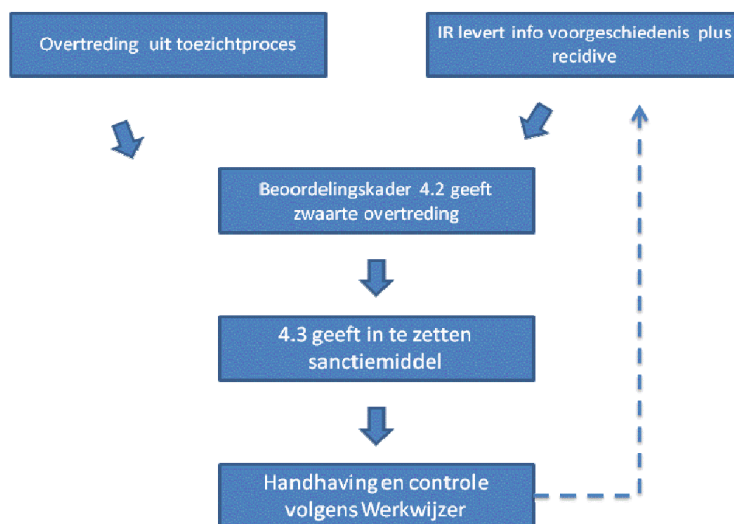 Overtreding uit toezichtproces
IR levert info voorgeschiedenis plus
recidive
Beoordelingskader 4.2 geeft
zwaarte overtreding
4.3 geeft in te zetten
sanctiemiddel
Handhaving en controle
volgens Werkwijzer